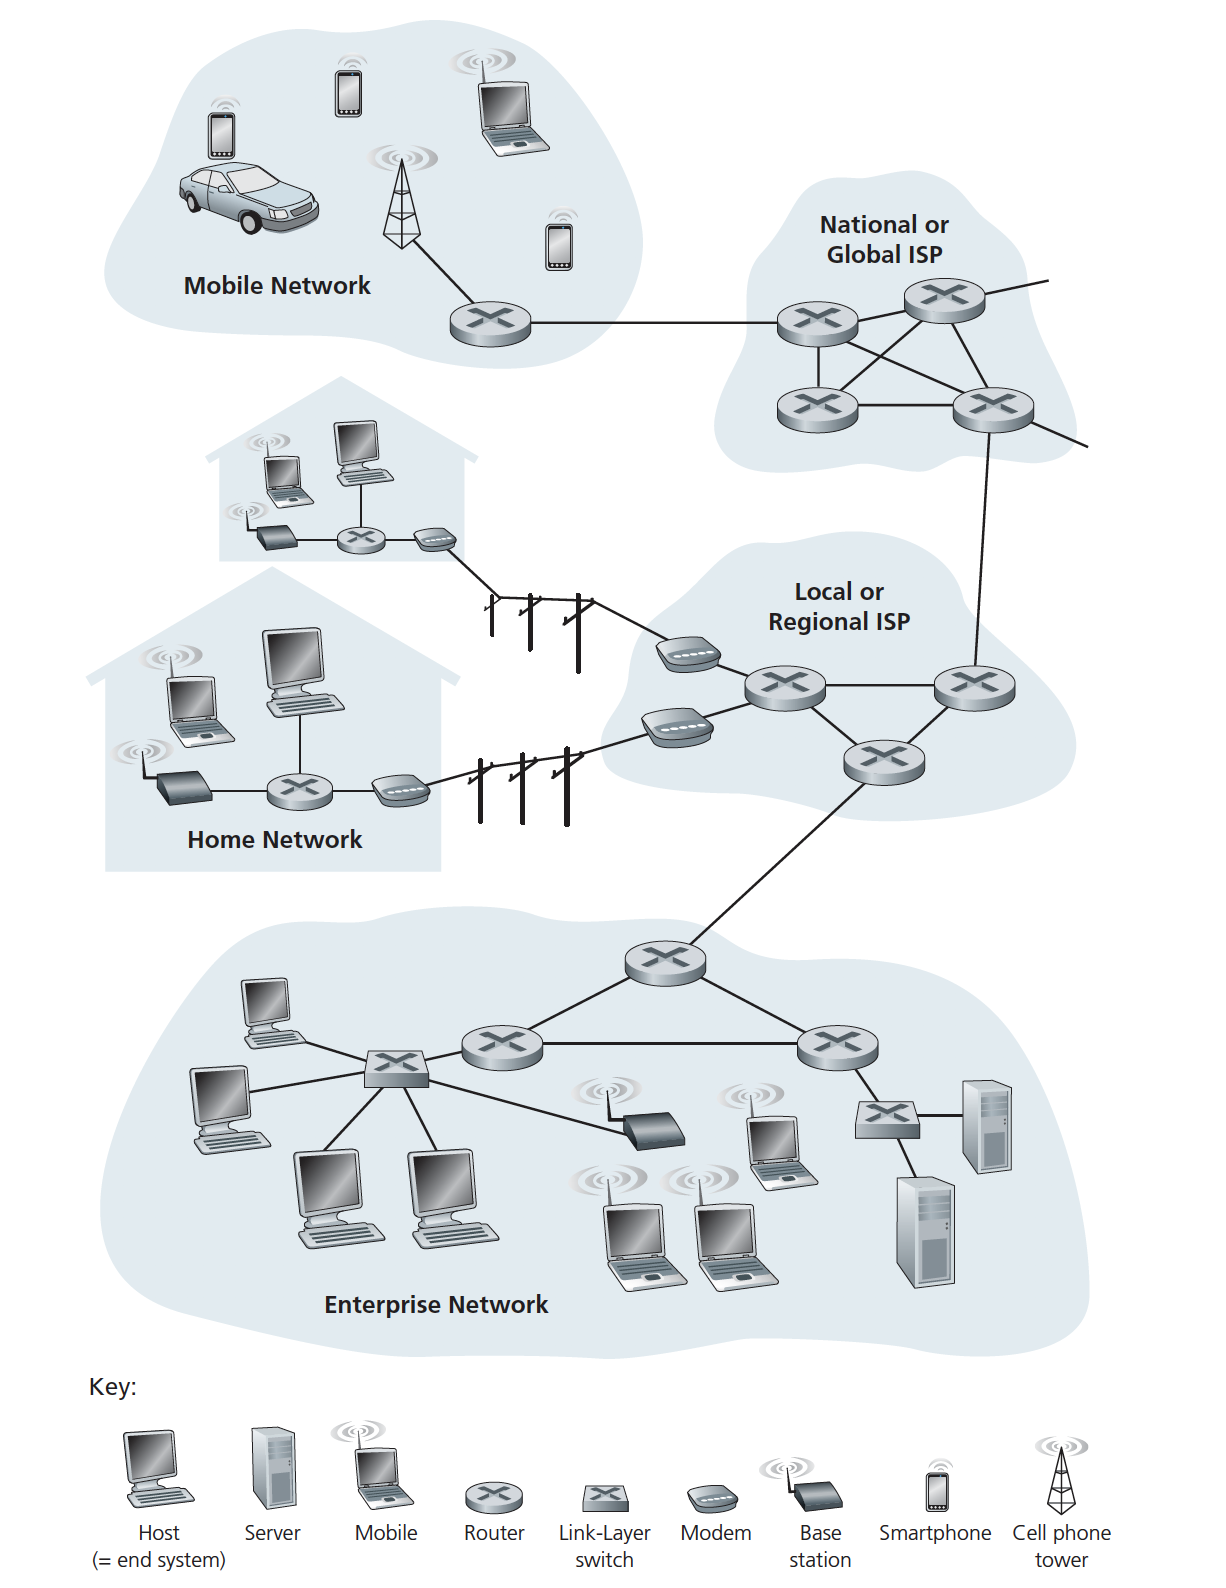 National or
Global ISP
Mobile Network
Local or
Regional ISP
Home Network
Enterprise Network
Key:
Host
(= end system)
Server
Mobile
Router
Link-Layer
switch
Modem
Base
station
Smartphone
Cell phone
tower